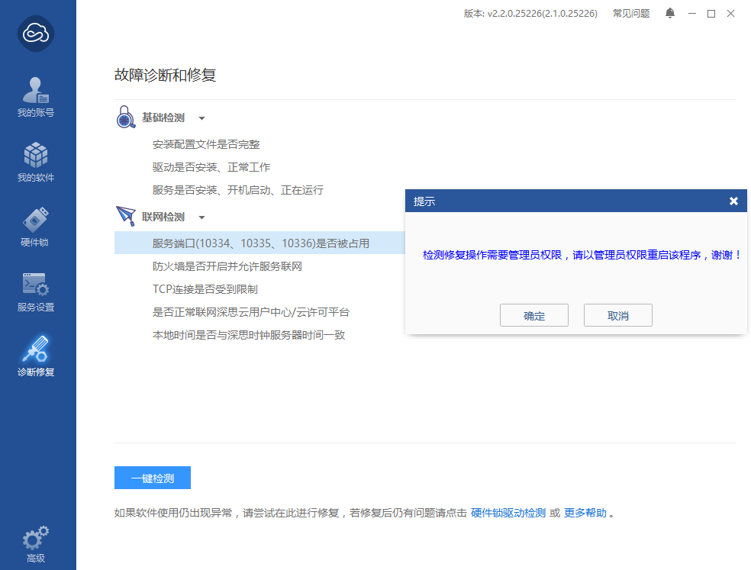 版本: v2.2.0.25226(2.1.0.25226) 常见问题
故障诊断和修复
我的账号
我的软件
硬件锁
服务设置
诊断修复
高级
基础检测
安装配置文件是否完整
驱动是否安装、正常工作
服务是否安装、开机启动、正在运行
联网检测
服务端口(10334、10335、10336)是否被占用
防火墙是否开启并允许服务联网
TCP连接是否受到限制
是否正常联网深思云用户中心/云许可平台
本地时间是否与深思时钟服务器时间一致
提示
检测修复操作需要管理员权限，请以管理员权限重启该程序，谢谢！
确定 取消
一键检测
如果软件使用仍出现异常，请尝试在此进行修复，若修复后仍有问题请点击 硬件锁驱动检测 或 更多帮助 。